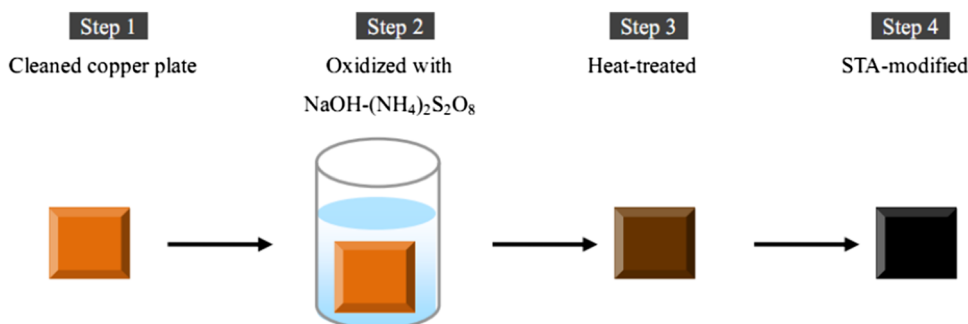 Step 1
Cleaned copper plate
Step 2
Oxidized with
NaOH-(NH₄)₂S₂O₈
Step 3
Heat-treated
Step 4
STA-modified